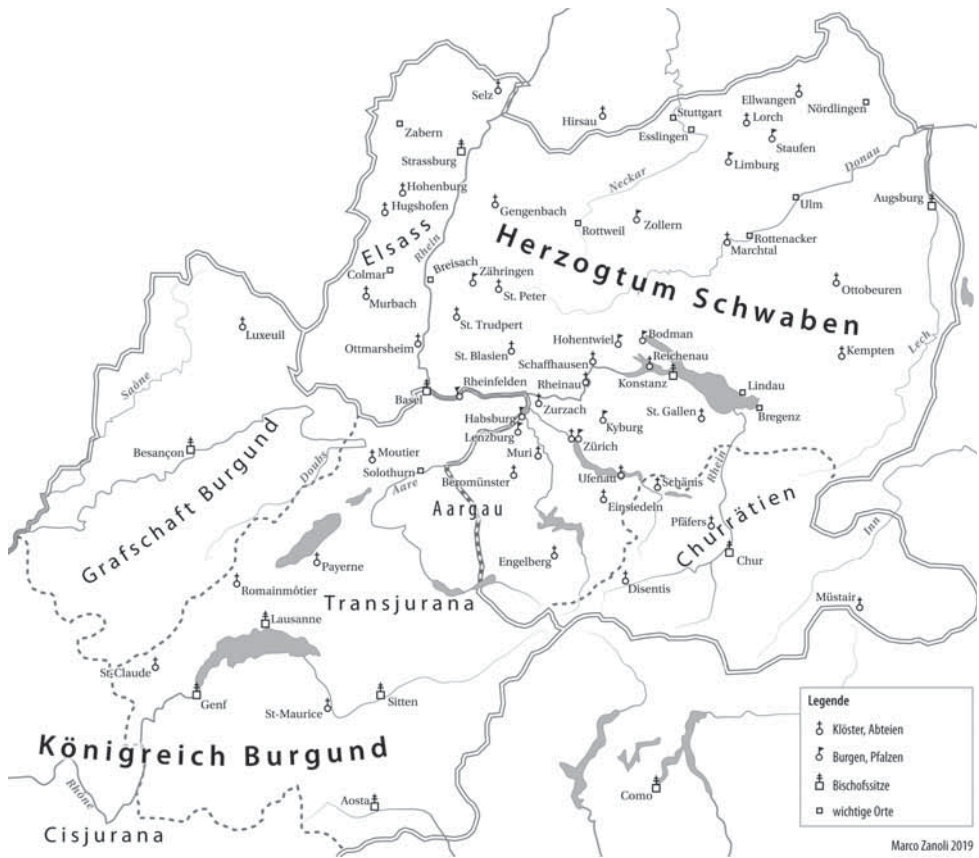 Selz
Ellwangen
Nördlingen
Hirsau
Stuttgart
Lorch
Zabern
Esslingen
Staufen
Strassburg
Limburg
Donau
Neckar
Hohenburg
Ulm
Augsburg
Hugshofen
Gengenbach
Zollern
Rottweil
Rottenacker
Marchtal
Elsass
Rhein
Herzogtum Schwaben
Colmar
Breisach
Zähringen
St. Peter
Ottobeuren
Murbach
St. Trudpert
Luxeuil
Hohentwiel
Bodman
Lech
Ottmarsheim
St. Blasien
Schaffhausen
Reichenau
Kempten
Saône
Rheinau
Konstanz
Rheinfelden
Basel
Lindau
Zurzach
Bregenz
Habsburg
St. Gallen
Kyburg
Lenzburg
Zürich
Besançon
Moutier
Muri
Doubs
Solothurn
Rhein
Aare
Beromünster
Ufenau
Schänis
Grafschaft Burgund
Aargau
Einsiedeln
Churrätien
Pfäfers
Inn
Engelberg
Chur
Payerne
Romainmôtier
Disentis
Müstair
Transjurana
Lausanne
St-Claude
Genf
St-Maurice
Sitten
Königreich Burgund
Rhône
Aosta
Como
Cisjurana
Legende
Klöster, Abteien
Burgen, Pfalzen
Bischofssitze
wichtige Orte
Marco Zanoli 2019